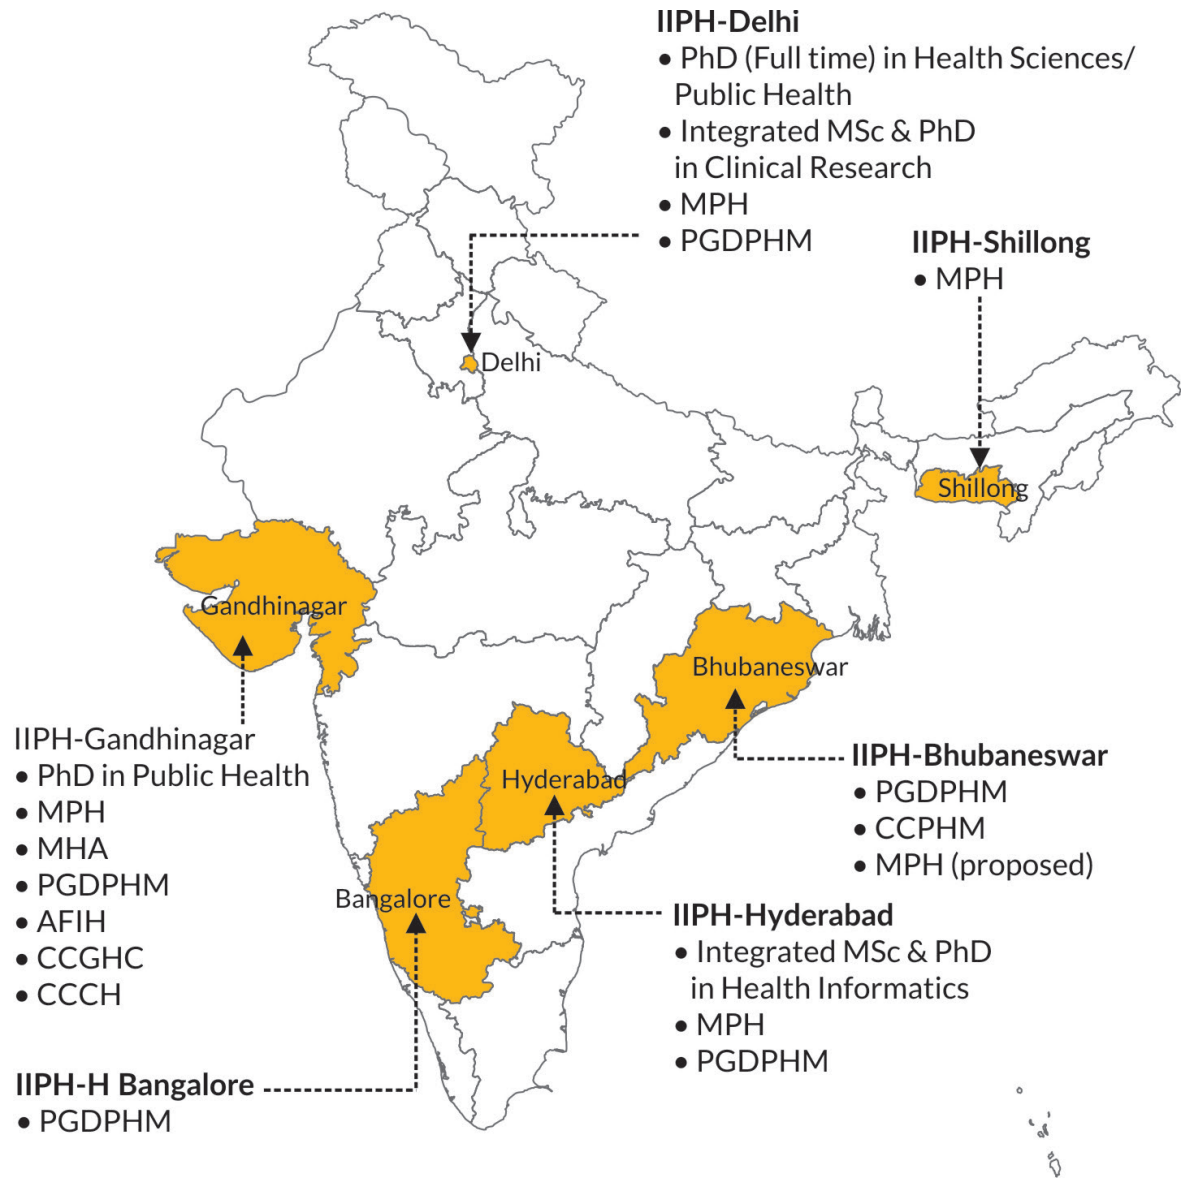 IIPH-Delhi
• PhD (Full time) in Health Sciences/
Public Health
• Integrated MSc & PhD
in Clinical Research
• MPH
• PGDPHM
IIPH-Shillong
• MPH
Delhi
Shillong
Gandhinagar
Bhubaneswar
Hyderabad
Bangalore
IIPH-Gandhinagar
• PhD in Public Health
• MPH
• MHA
• PGDPHM
• AFIH
• CCGHC
• CCCH
IIPH-Bhubaneswar
• PGDPHM
• CCPHM
• MPH (proposed)
IIPH-Hyderabad
• Integrated MSc & PhD
in Health Informatics
• MPH
• PGDPHM
IIPH-H Bangalore
• PGDPHM